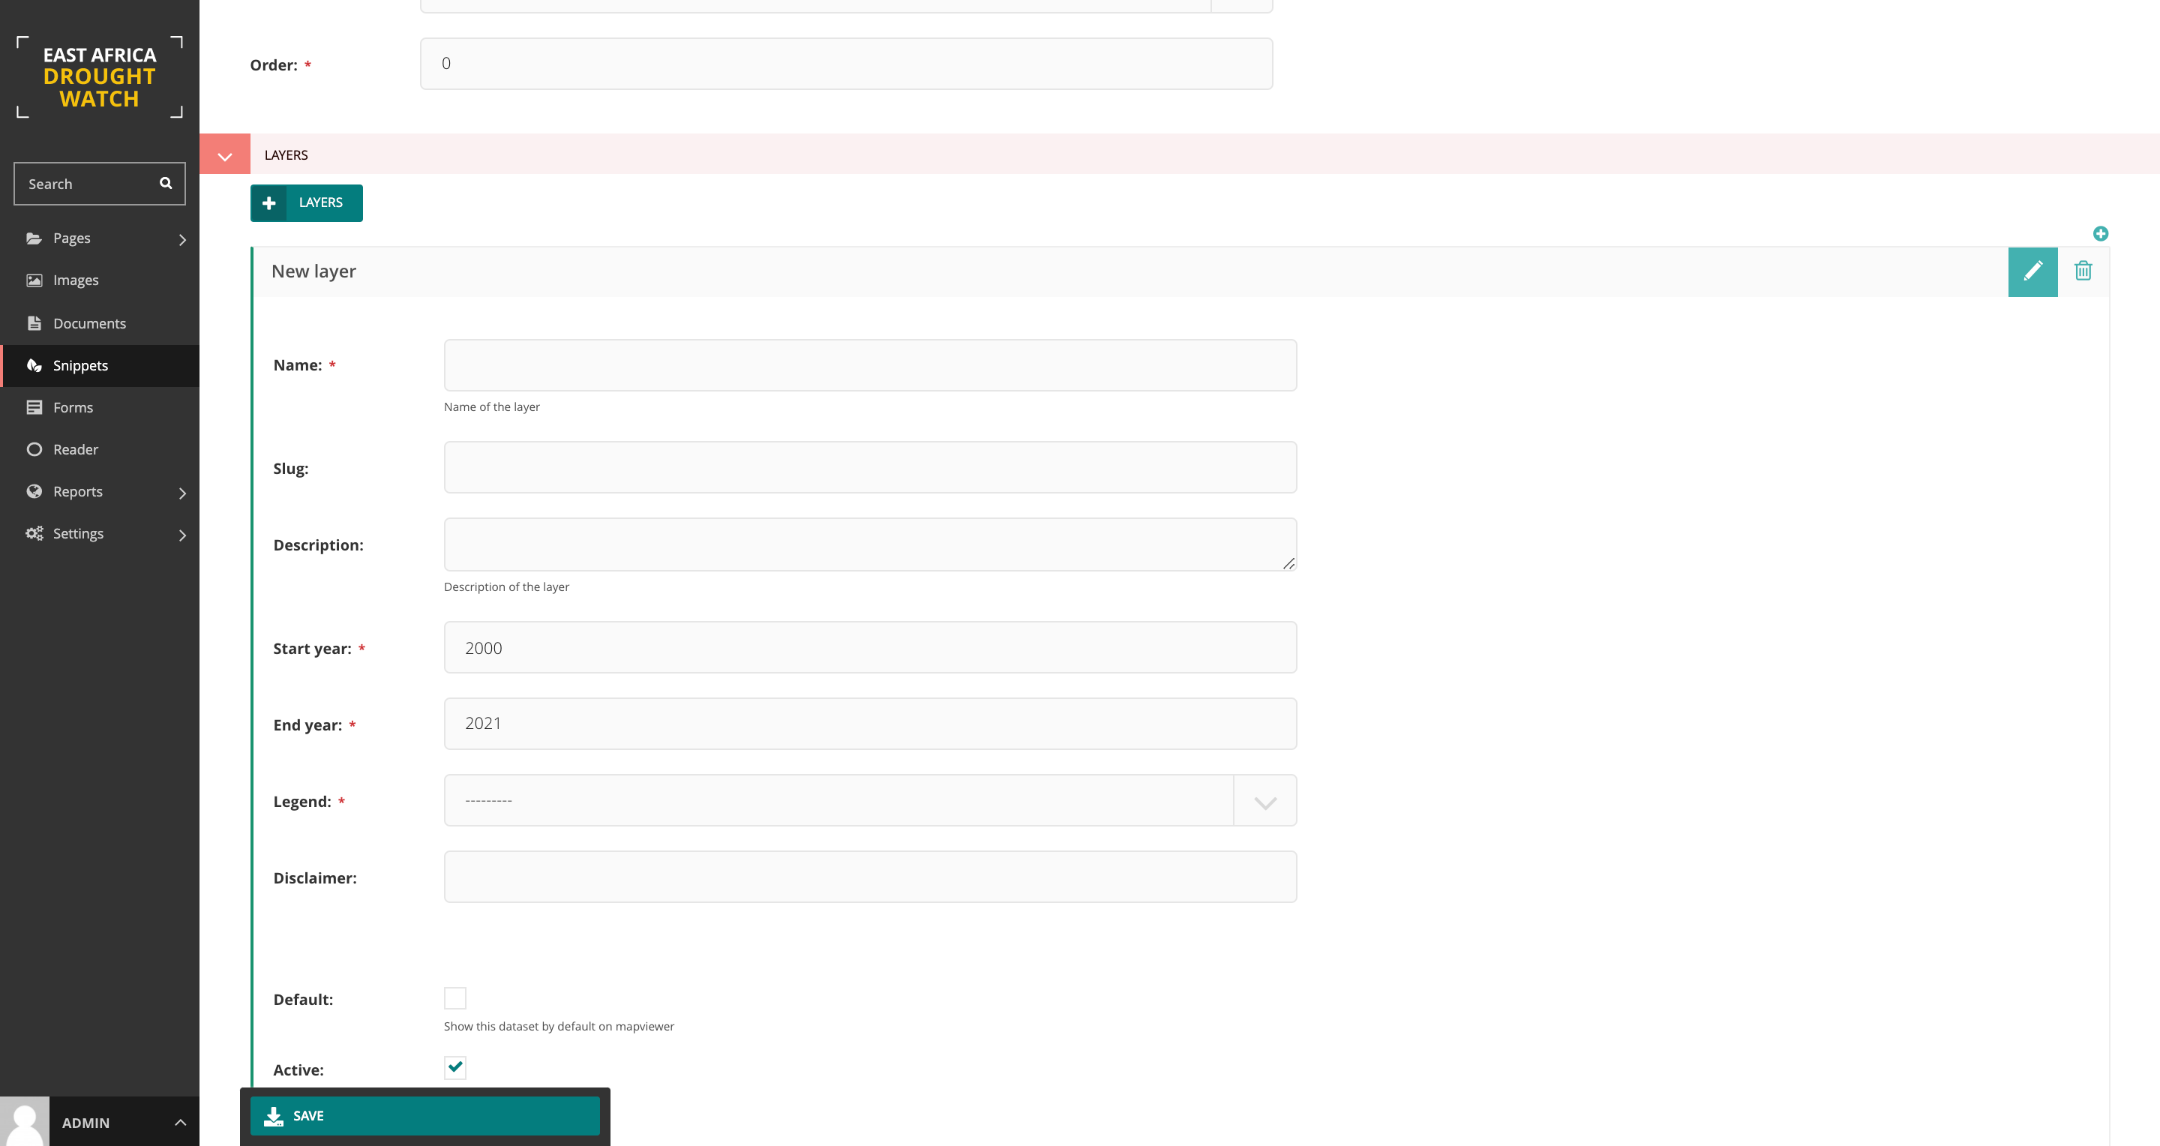 EAST AFRICA
DROUGHT
WATCH
Search
Pages
Images
Documents
Snippets
Forms
Reader
Reports
Settings
ADMIN
Order: *
0
LAYERS
LAYERS
New layer
Name: *
Name of the layer
Slug:
Description:
Description of the layer
Start year: *
2000
End year: *
2021
Legend: *
---------
Disclaimer:
Default:
Show this dataset by default on mapviewer
Active:
SAVE